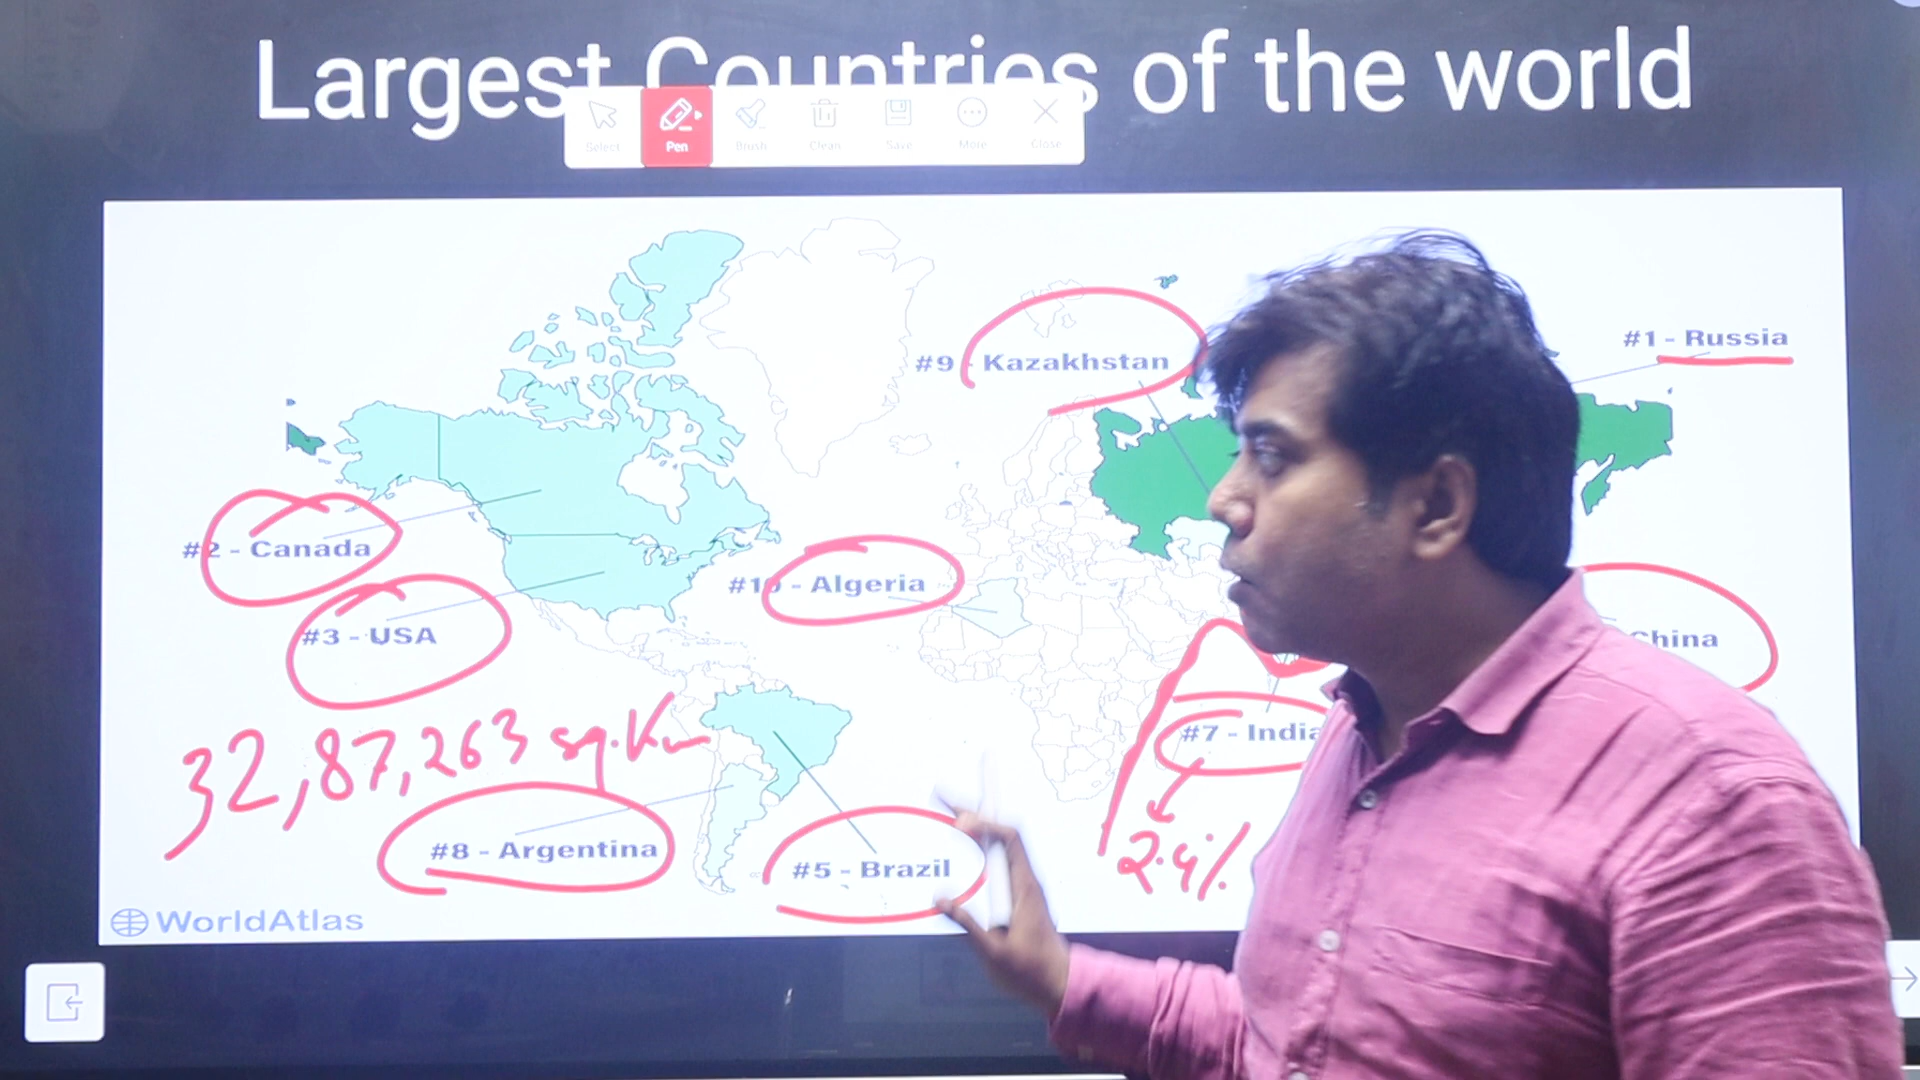 Largest Countries of the world
Select
Pen
Brush
Clean
Save
More
Close
#1 - Russia
#9 - Kazakhstan
#2 - Canada
#10 - Algeria
#3 - USA
China
#7 - India
32,87,263 sq.Km
2.4%
#8 - Argentina
#5 - Brazil
WorldAtlas